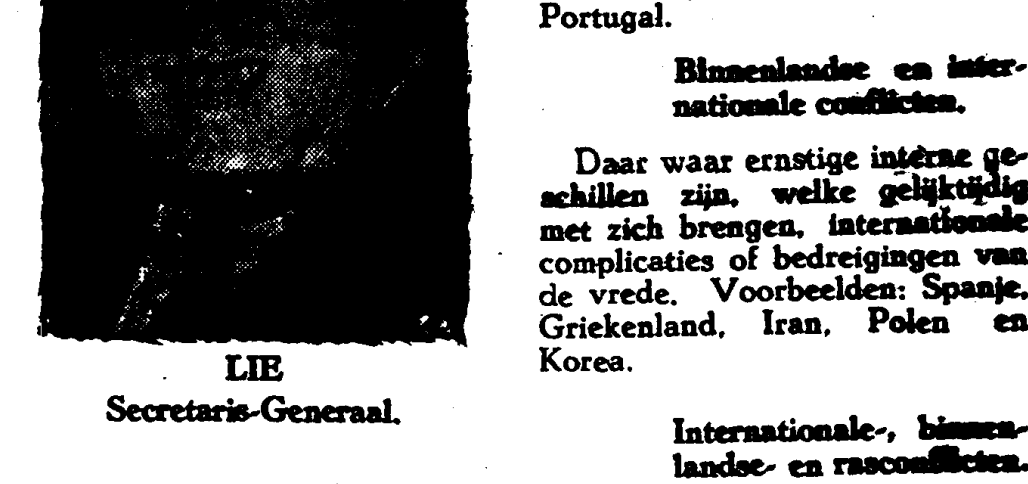 LIE
Secretaris-Generaal.
Portugal.
Binnenlandse en inter-
nationale conflicten.
Daar waar ernstige interne ge-
schillen zijn, welke gelijktijdig
met zich brengen, internationale
complicaties of bedreigingen van
de vrede. Voorbeelden: Spanje,
Griekenland, Iran, Polen en
Korea.
Internationale-, binnen-
landse- en rasconflicten.